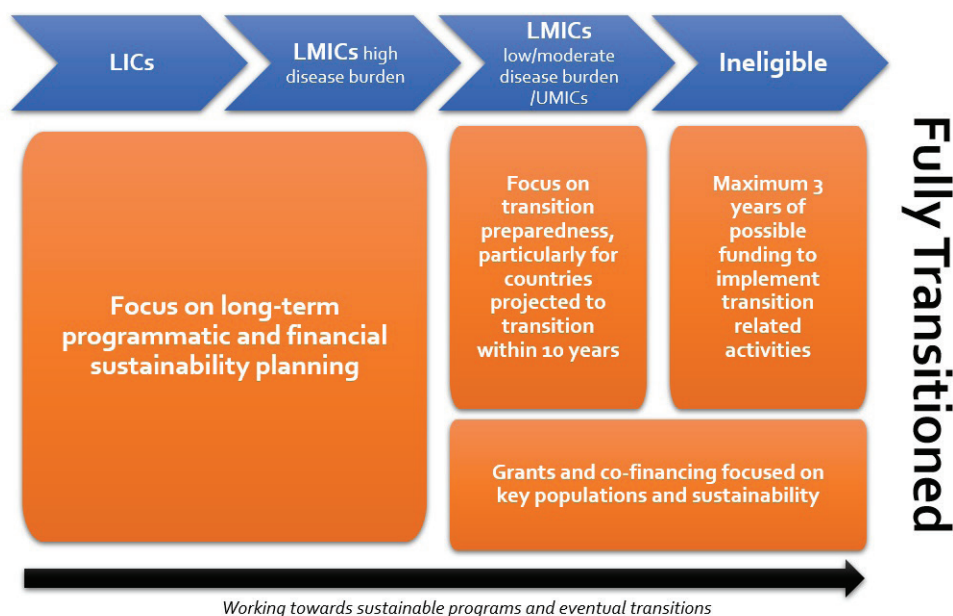 LICs
LMICs high
disease burden
LMICs
low/moderate
disease burden
/UMICs
Ineligible
Focus on long-term
programmatic and financial
sustainability planning
Focus on
transition
preparedness,
particularly for
countries
projected to
transition
within 10 years
Maximum 3
years of
possible
funding to
implement
transition
related
activities
Grants and co-financing focused on
key populations and sustainability
Fully Transitioned
Working towards sustainable programs and eventual transitions